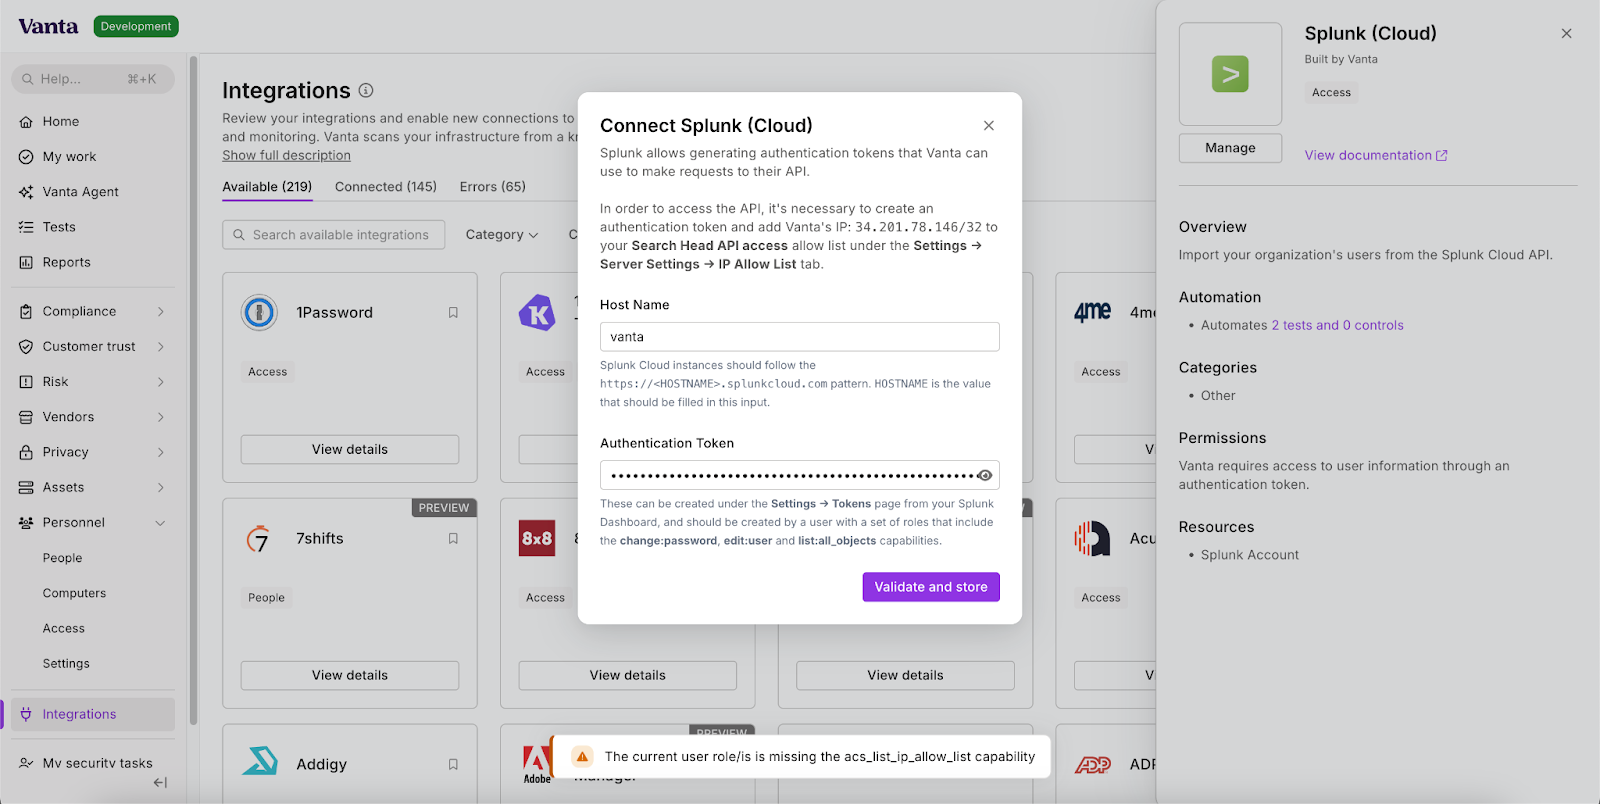 Vanta
Development
Help...
⌘+K
Home
My work
Vanta Agent
Tests
Reports
Compliance
Customer trust
Risk
Vendors
Privacy
Assets
Personnel
People
Computers
Access
Settings
Integrations
My security tasks
Integrations
Review your integrations and enable new connections to
and monitoring. Vanta scans your infrastructure from a
Show full description
Available (219)
Connected (145)
Errors (65)
Search available integrations
Category
1Password
Access
View details
Access
4me
Access
PREVIEW
7shifts
People
View details
8x8
Access
View details
View details
Access
Addigy
PREVIEW
Adobe
Manager
ADP
Connect Splunk (Cloud)
Splunk allows generating authentication tokens that Vanta can
use to make requests to their API.
In order to access the API, it's necessary to create an
authentication token and add Vanta's IP: 34.201.78.146/32 to
your Search Head API access allow list under the Settings →
Server Settings → IP Allow List tab.
Host Name
vanta
Splunk Cloud instances should follow the
https://<HOSTNAME>.splunkcloud.com pattern. HOSTNAME is the value
that should be filled in this input.
Authentication Token
These can be created under the Settings → Tokens page from your Splunk
Dashboard, and should be created by a user with a set of roles that include
the change:password, edit:user and list:all_objects capabilities.
Validate and store
The current user role/is is missing the acs_list_ip_allow_list capability
Splunk (Cloud)
Built by Vanta
Access
Manage
View documentation
Overview
Import your organization's users from the Splunk Cloud API.
Automation
• Automates 2 tests and 0 controls
Categories
• Other
Permissions
Vanta requires access to user information through an
authentication token.
Resources
• Splunk Account